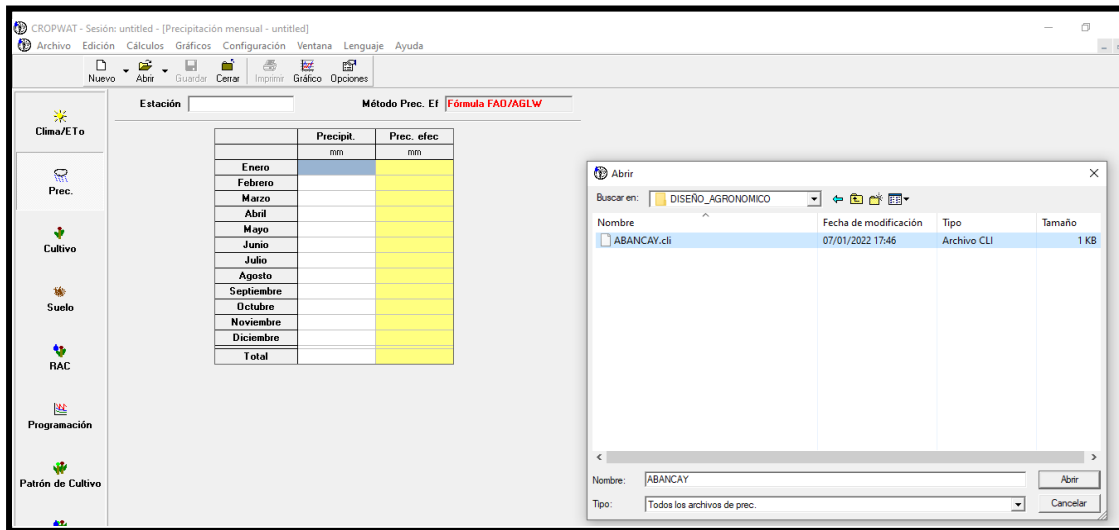 CROPWAT - Sesión: untitled - [Precipitación mensual - untitled]
Archivo Edición Cálculos Gráficos Configuración Ventana Lenguaje Ayuda
Nuevo Abrir Guardar Cerrar Imprimir Gráfico Opciones
Clima/ETo
Prec.
Cultivo
Suelo
RAC
Programación
Patrón de Cultivo
Estación Método Prec. Ef Fórmula FAO/AGLW
Precipit. Prec. efec
mm mm
Enero
Febrero
Marzo
Abril
Mayo
Junio
Julio
Agosto
Septiembre
Octubre
Noviembre
Diciembre
Total
Abrir
Buscar en: DISEÑO_AGRONOMICO
Nombre Fecha de modificación Tipo Tamaño
ABANCAY.cli 07/01/2022 17:46 Archivo CLI 1 KB
Nombre: ABANCAY Abrir
Tipo: Todos los archivos de prec. Cancelar